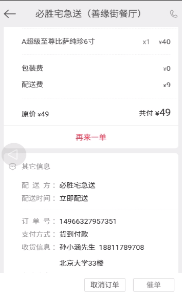 必胜宅急送（善缘街餐厅）
A超级至尊比萨纯珍6寸 x1 ¥40
包装费 ¥0
配送费 ¥9
原价 ¥49 共付 ¥49
再来一单
其它信息
配 送 方：必胜宅急送
配送时间：立即配送
订 单 号：14966327957351
支付方式：货到付款
收货信息：孙小涵先生 18811789708
北京大学33楼
取消订单 催单